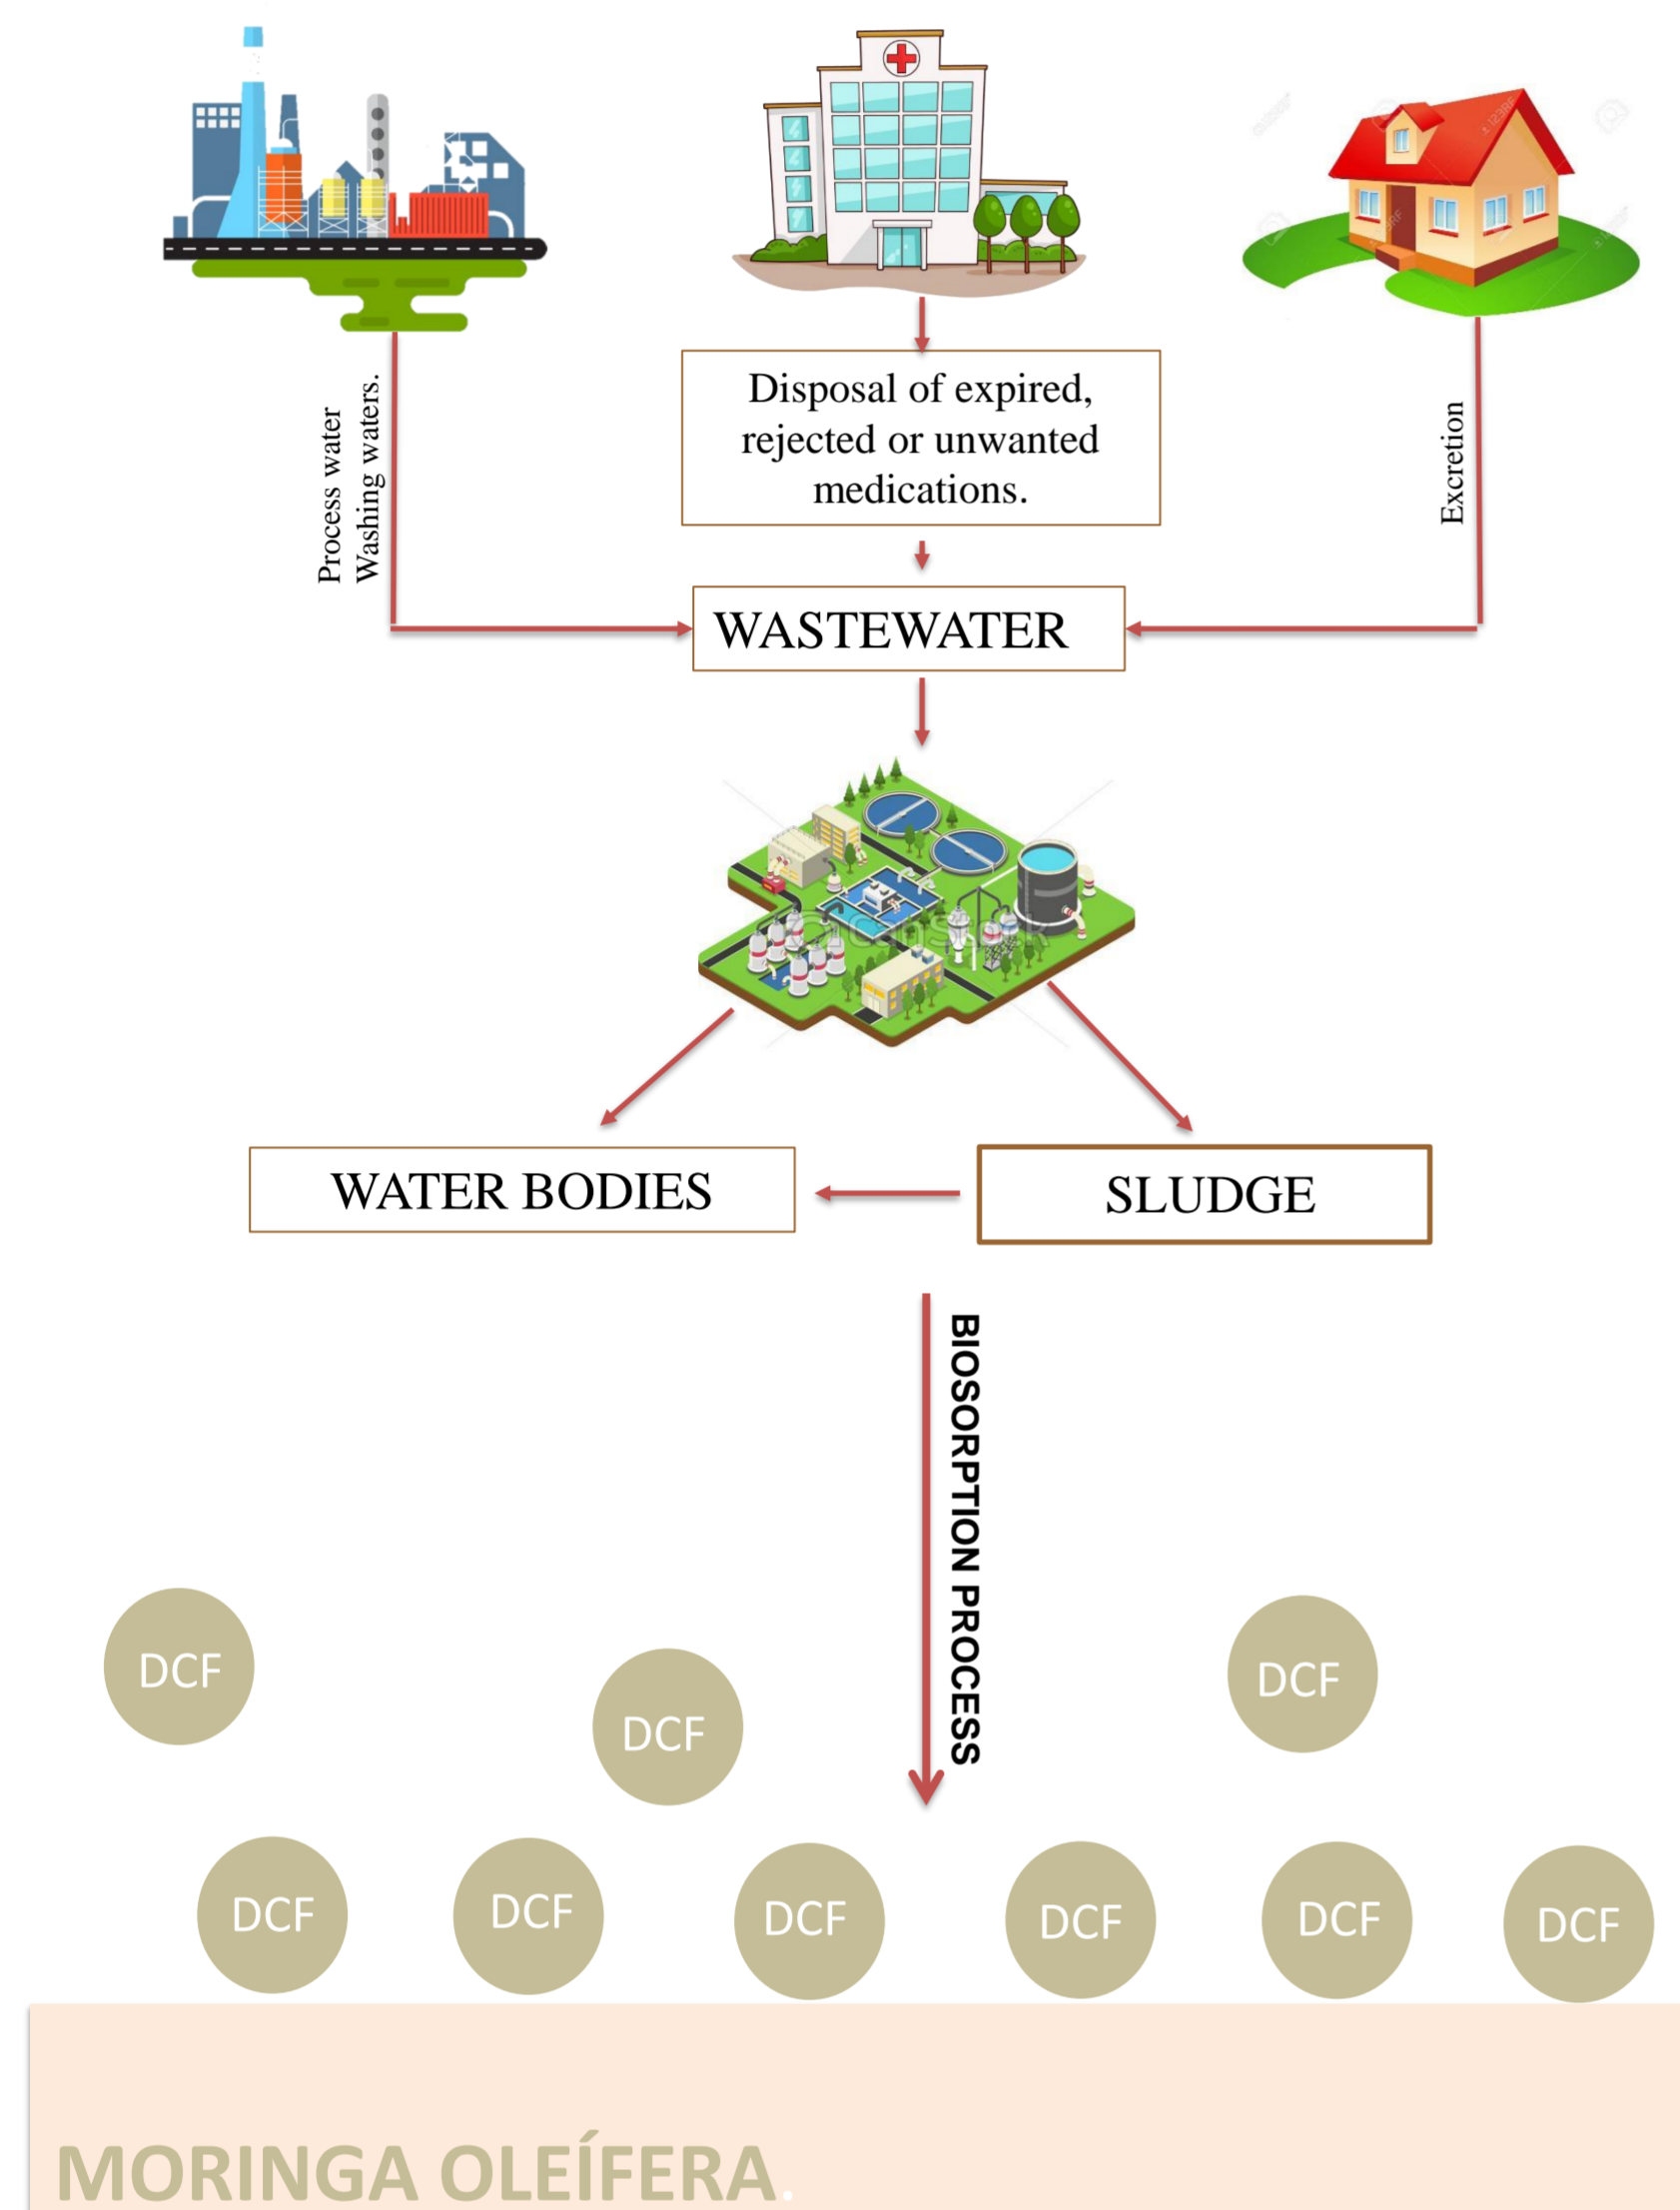 Process water
Washing waters.
Disposal of expired,
rejected or unwanted
medications.
Excretion
WASTEWATER
CanStock
WATER BODIES
SLUDGE
BIOSORPTION PROCESS
DCF
DCF
DCF
DCF
DCF
DCF
DCF
DCF
DCF
MORINGA OLEÍFERA.